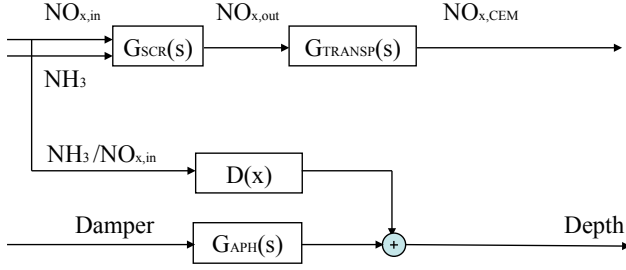 NOx,in NOx,out NOx,CEM
GSCR(s) GTRANSP(s)
NH3
NH3/NOx,in
D(x)
Damper Depth
GAPH(s) +